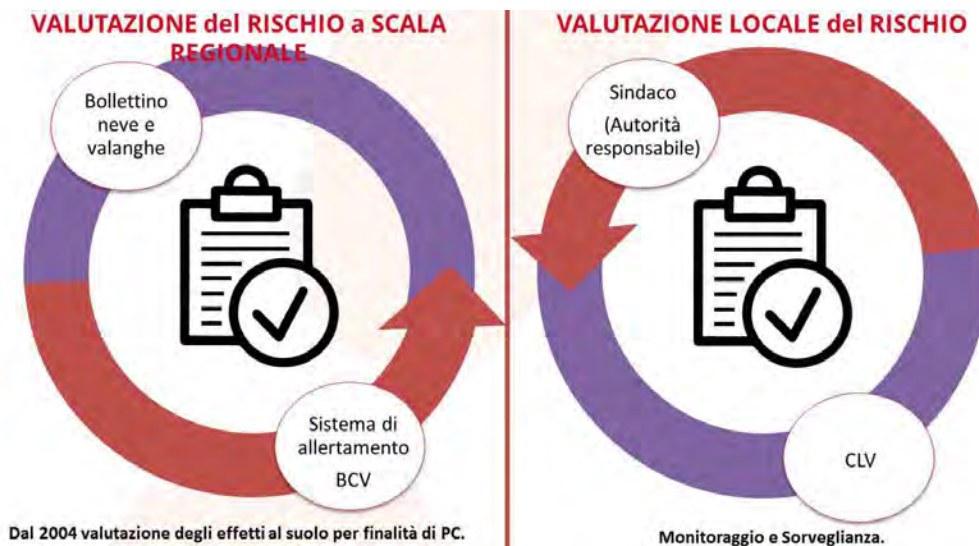 VALUTAZIONE del RISCHIO a SCALA
REGIONALE
Bollettino
neve e
valanghe
Sistema di
allertamento
BCV
Dal 2004 valutazione degli effetti al suolo per finalità di PC.
VALUTAZIONE LOCALE del RISCHIO
Sindaco
(Autorità
responsabile)
CLV
Monitoraggio e Sorveglianza.